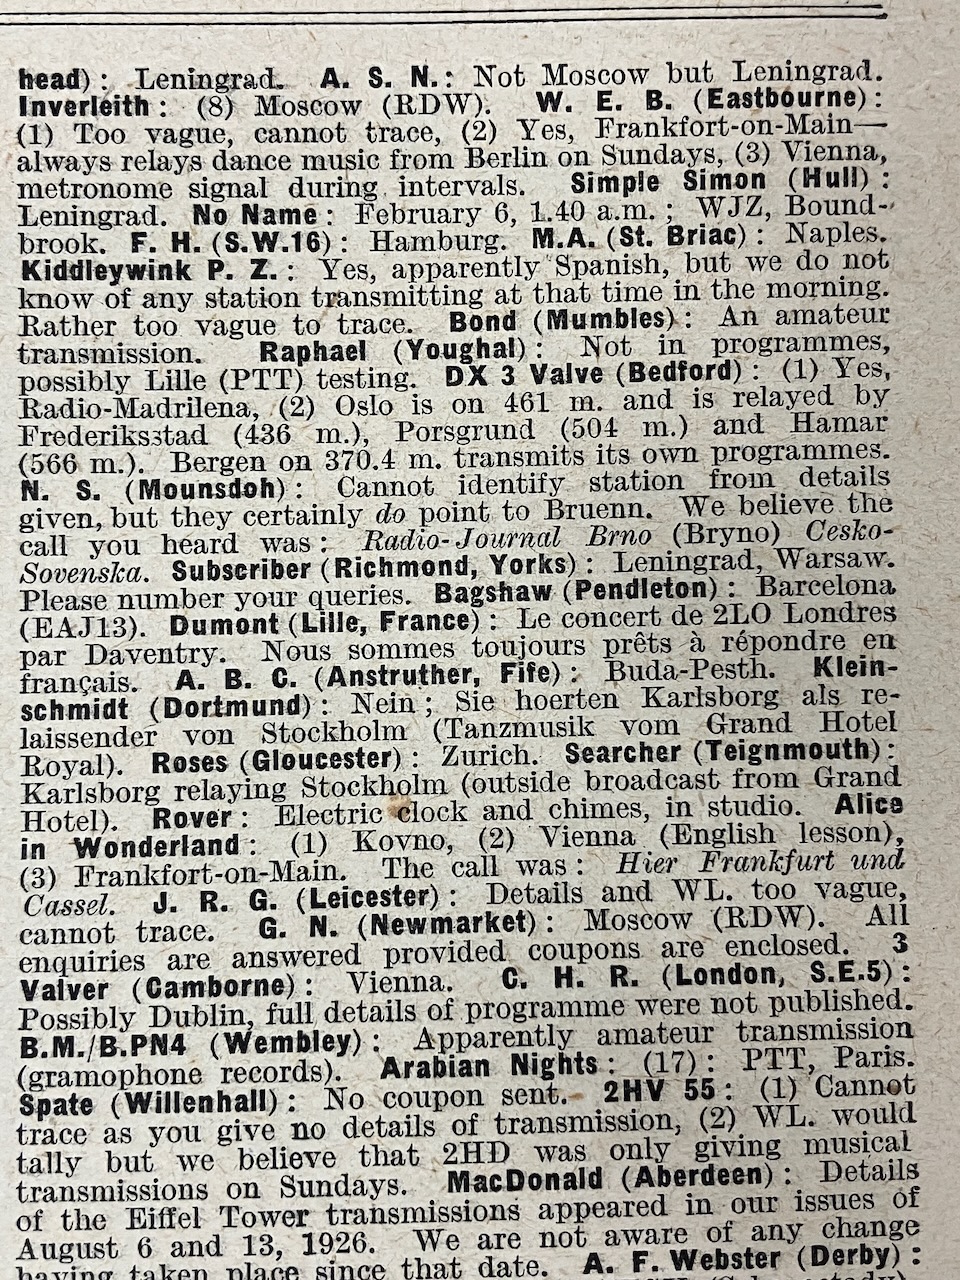 head): Leningrad. A. S. N.: Not Moscow but Leningrad.
Inverleith: (8) Moscow (RDW). W. E. B. (Eastbourne):
(1) Too vague, cannot trace, (2) Yes, Frankfort-on-Main—
always relays dance music from Berlin on Sundays, (3) Vienna,
metronome signal during intervals. Simple Simon (Hull):
Leningrad. No Name: February 6, 1.40 a.m.; WJZ, Bound-
brook. F. H. (S.W.16): Hamburg. M.A. (St. Briac): Naples.
Kiddleywink P. Z.: Yes, apparently Spanish, but we do not
know of any station transmitting at that time in the morning.
Rather too vague to trace. Bond (Mumbles): An amateur
transmission. Raphael (Youghal): Not in programmes,
possibly Lille (PTT) testing. DX 3 Valve (Bedford): (1) Yes,
Radio-Madrilena, (2) Oslo is on 461 m. and is relayed by
Frederiksstad (436 m.), Porsgrund (504 m.) and Hamar
(566 m.). Bergen on 370.4 m. transmits its own programmes.
N. S. (Mounsdoh): Cannot identify station from details
given, but they certainly do point to Bruenn. We believe the
call you heard was: Radio-Journal Brno (Bryno) Cesko-
Sovenska. Subscriber (Richmond, Yorks): Leningrad, Warsaw.
Please number your queries. Bagshaw (Pendleton): Barcelona
(EAJ13). Dumont (Lille, France): Le concert de 2LO Londres
par Daventry. Nous sommes toujours prêts à répondre en
français. A. B. C. (Anstruther, Fife): Buda-Pesth. Klein-
schmidt (Dortmund): Nein; Sie hoerten Karlsborg als re-
laissender von Stockholm (Tanzmusik vom Grand Hotel
Royal). Roses (Gloucester): Zurich. Searcher (Teignmouth):
Karlsborg relaying Stockholm (outside broadcast from Grand
Hotel). Rover: Electric clock and chimes, in studio. Alice
in Wonderland: (1) Kovno, (2) Vienna (English lesson),
(3) Frankfort-on-Main. The call was: Hier Frankfurt und
Cassel. J. R. G. (Leicester): Details and WL. too vague,
cannot trace. G. N. (Newmarket): Moscow (RDW). All
enquiries are answered provided coupons are enclosed. 3
Valver (Camborne): Vienna. C. H. R. (London, S.E.5):
Possibly Dublin, full details of programme were not published.
B.M./B.PN4 (Wembley): Apparently amateur transmission
(gramophone records). Arabian Nights: (17): PTT, Paris.
Spate (Willenhall): No coupon sent. 2HV 55: (1) Cannot
trace as you give no details of transmission, (2) WL. would
tally but we believe that 2HD was only giving musical
transmissions on Sundays. MacDonald (Aberdeen): Details
of the Eiffel Tower transmissions appeared in our issues of
August 6 and 13, 1926. We are not aware of any change
having taken place since that date. A. F. Webster (Derby):